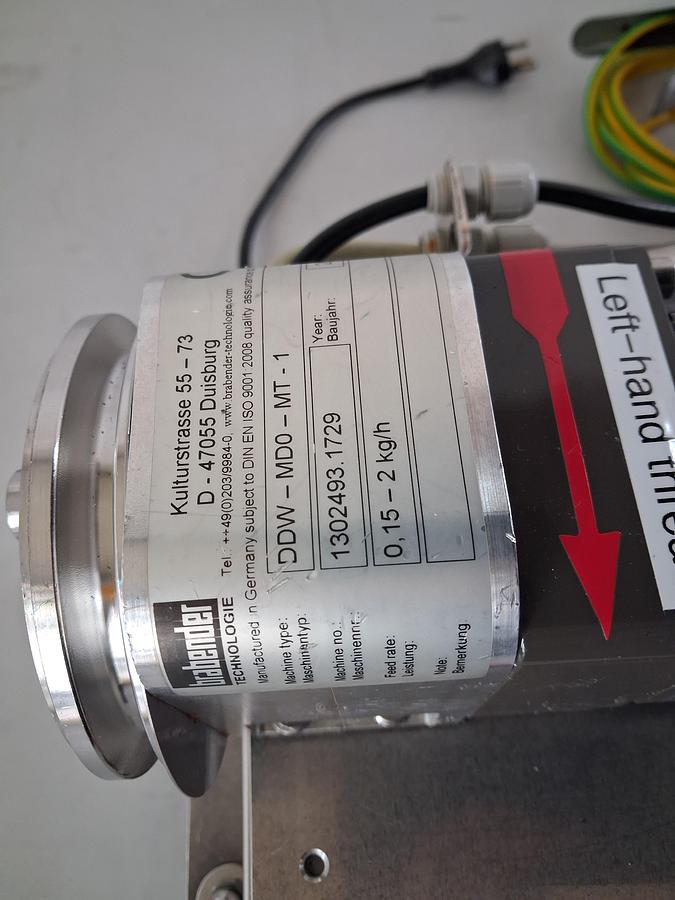 Kulturstrasse 55 – 73
D - 47055 Duisburg
brabender
TECHNOLOGIE
Tel.: ++49(0)203/9984-0, www.brabender-technologie.com
Manufactured in Germany subject to DIN EN ISO 9001:2008 quality assurance
Machine type:
Maschinentyp:
DDW – MD0 – MT - 1
Machine no.:
Maschinennr.:
1302493.1729
Year:
Baujahr:
Feed rate:
Leistung:
0,15 – 2 kg/h
Note:
Bemerkung
Left-hand